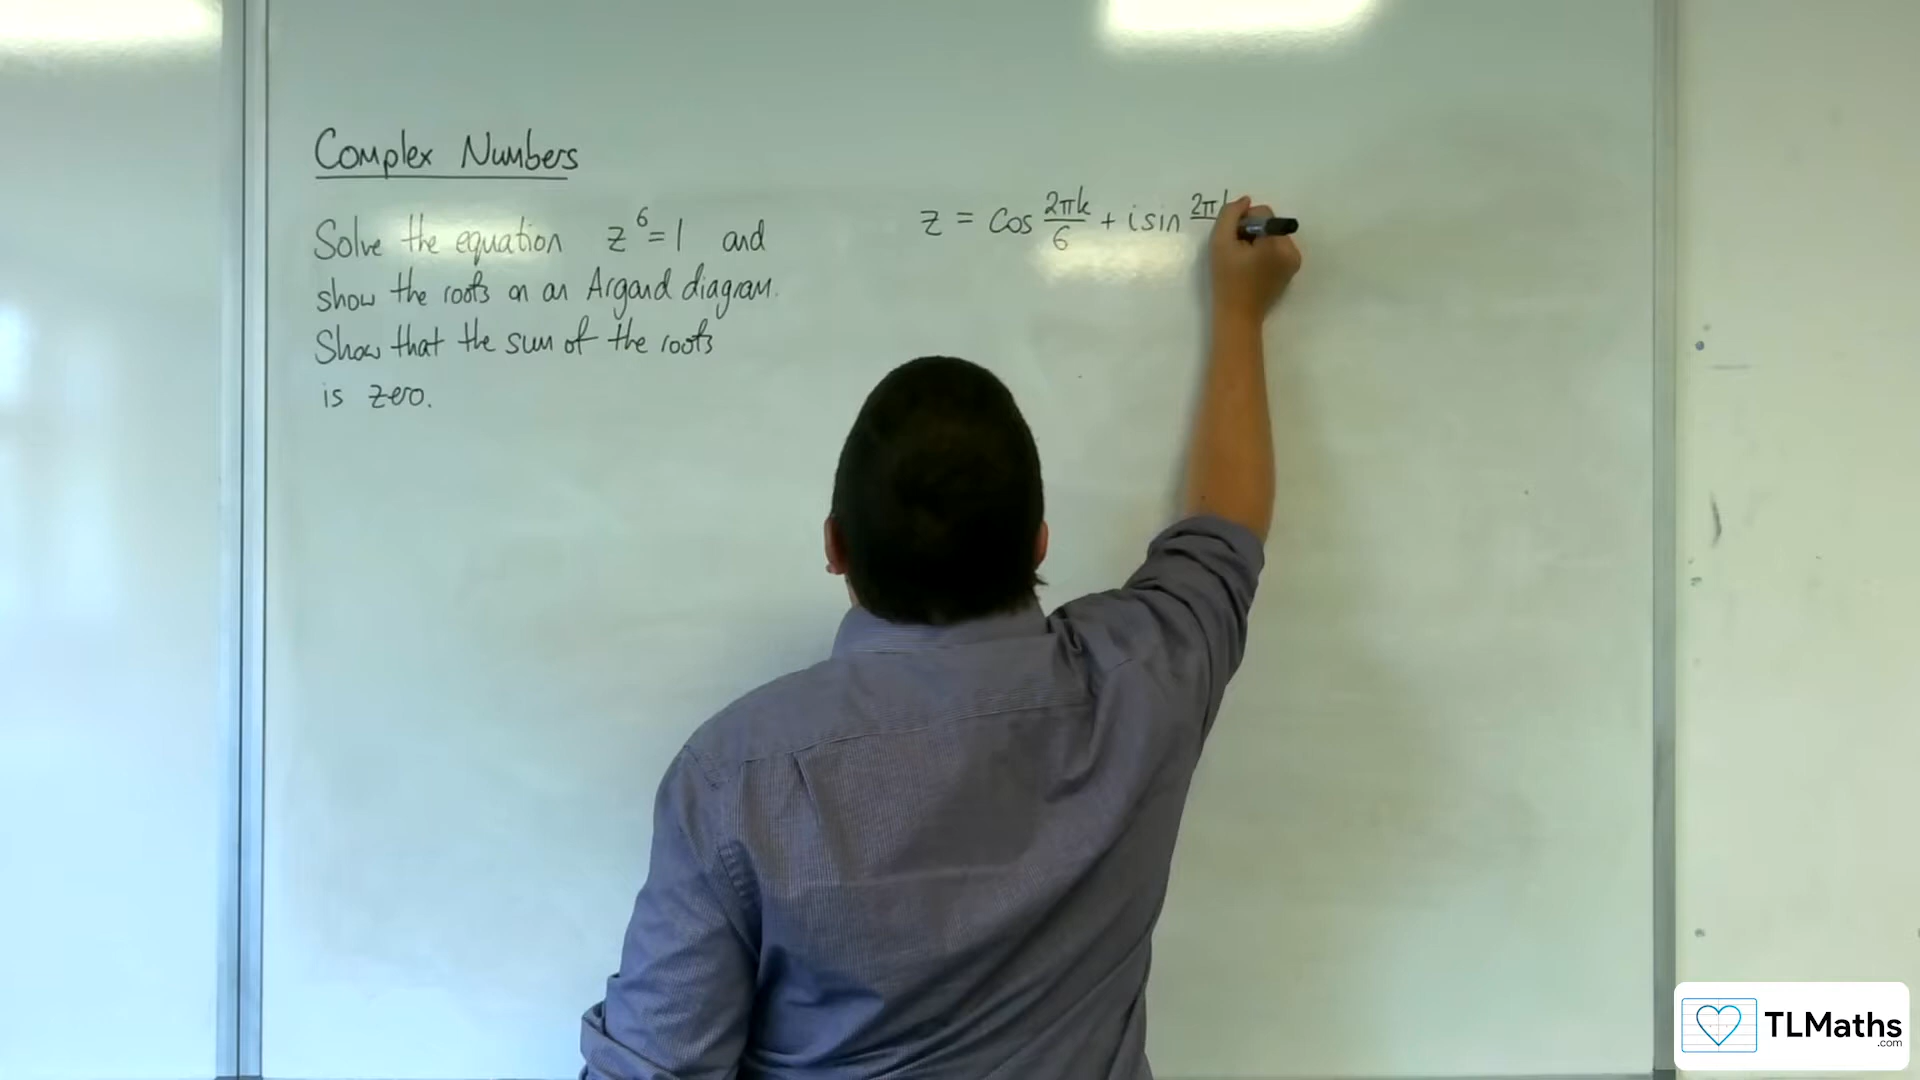 Complex Numbers
Solve the equation z⁶=1 and
show the roots on an Argand diagram.
Show that the sum of the roots
is zero.
z = cos 2πk/6 + i sin 2πk
TLMaths
.com